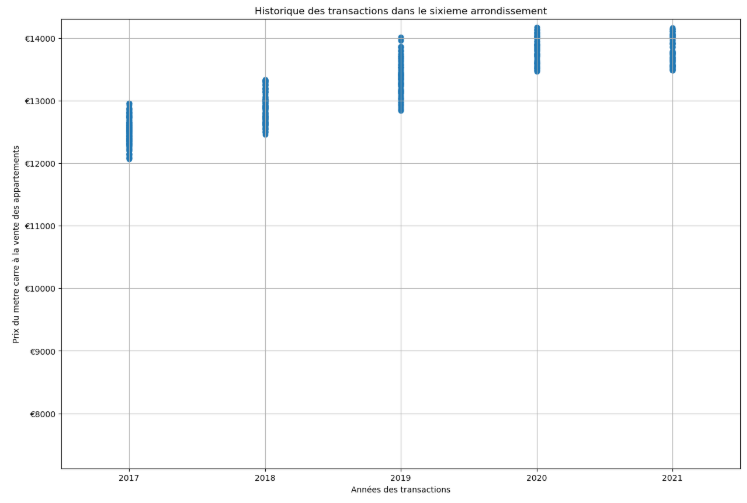 Historique des transactions dans le sixieme arrondissement
€14000
€13000
€12000
€11000
€10000
€9000
€8000
Prix du metre carre à la vente des appartements
2017 2018 2019 2020 2021
Années des transactions